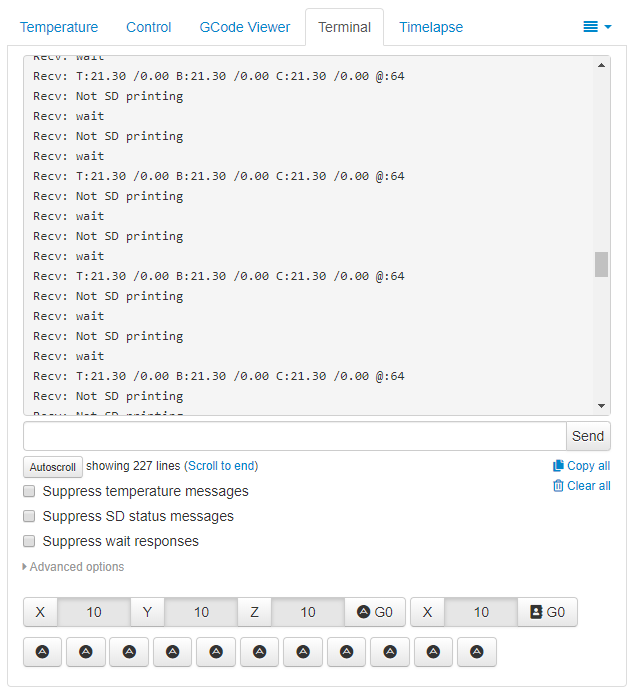 Temperature Control GCode Viewer Terminal Timelapse
Recv: wait
Recv: T:21.30 /0.00 B:21.30 /0.00 C:21.30 /0.00 @:64
Recv: Not SD printing
Recv: wait
Recv: Not SD printing
Recv: wait
Recv: T:21.30 /0.00 B:21.30 /0.00 C:21.30 /0.00 @:64
Recv: Not SD printing
Recv: wait
Recv: Not SD printing
Recv: wait
Recv: T:21.30 /0.00 B:21.30 /0.00 C:21.30 /0.00 @:64
Recv: Not SD printing
Recv: wait
Recv: Not SD printing
Recv: wait
Recv: T:21.30 /0.00 B:21.30 /0.00 C:21.30 /0.00 @:64
Recv: Not SD printing
Recv: Not SD printing
Send
Autoscroll showing 227 lines (Scroll to end) Copy all
Clear all
Suppress temperature messages
Suppress SD status messages
Suppress wait responses
Advanced options
X 10 Y 10 Z 10 G0 X 10 G0